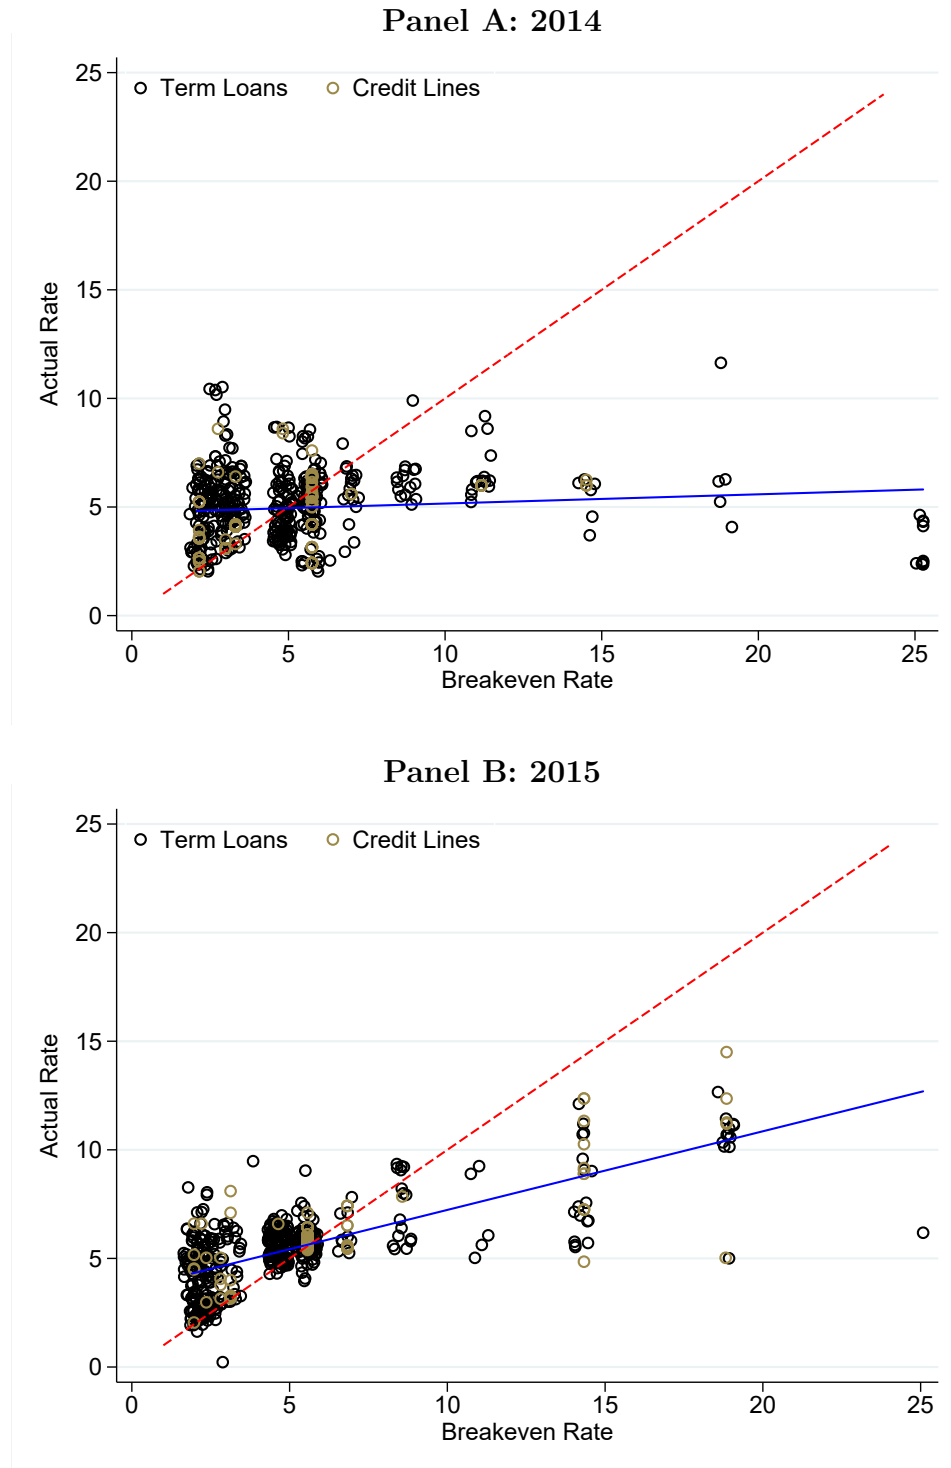 Panel A: 2014
25
Term Loans Credit Lines
20
15
Actual Rate
10
5
0
0 5 10 15 20 25
Breakeven Rate
Panel B: 2015
25
Term Loans Credit Lines
20
15
Actual Rate
10
5
0
0 5 10 15 20 25
Breakeven Rate